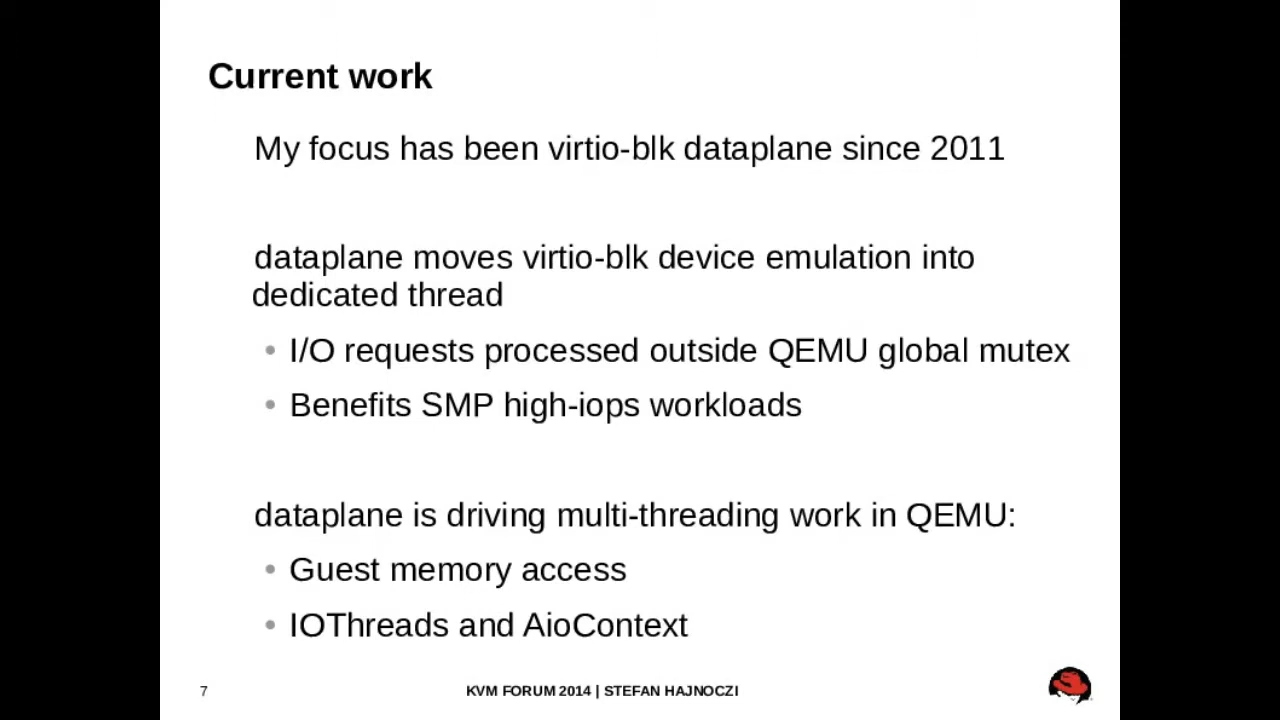 Current work
My focus has been virtio-blk dataplane since 2011
dataplane moves virtio-blk device emulation into
dedicated thread
• I/O requests processed outside QEMU global mutex
• Benefits SMP high-iops workloads
dataplane is driving multi-threading work in QEMU:
• Guest memory access
• IOThreads and AioContext
7 KVM FORUM 2014 | STEFAN HAJNOCZI